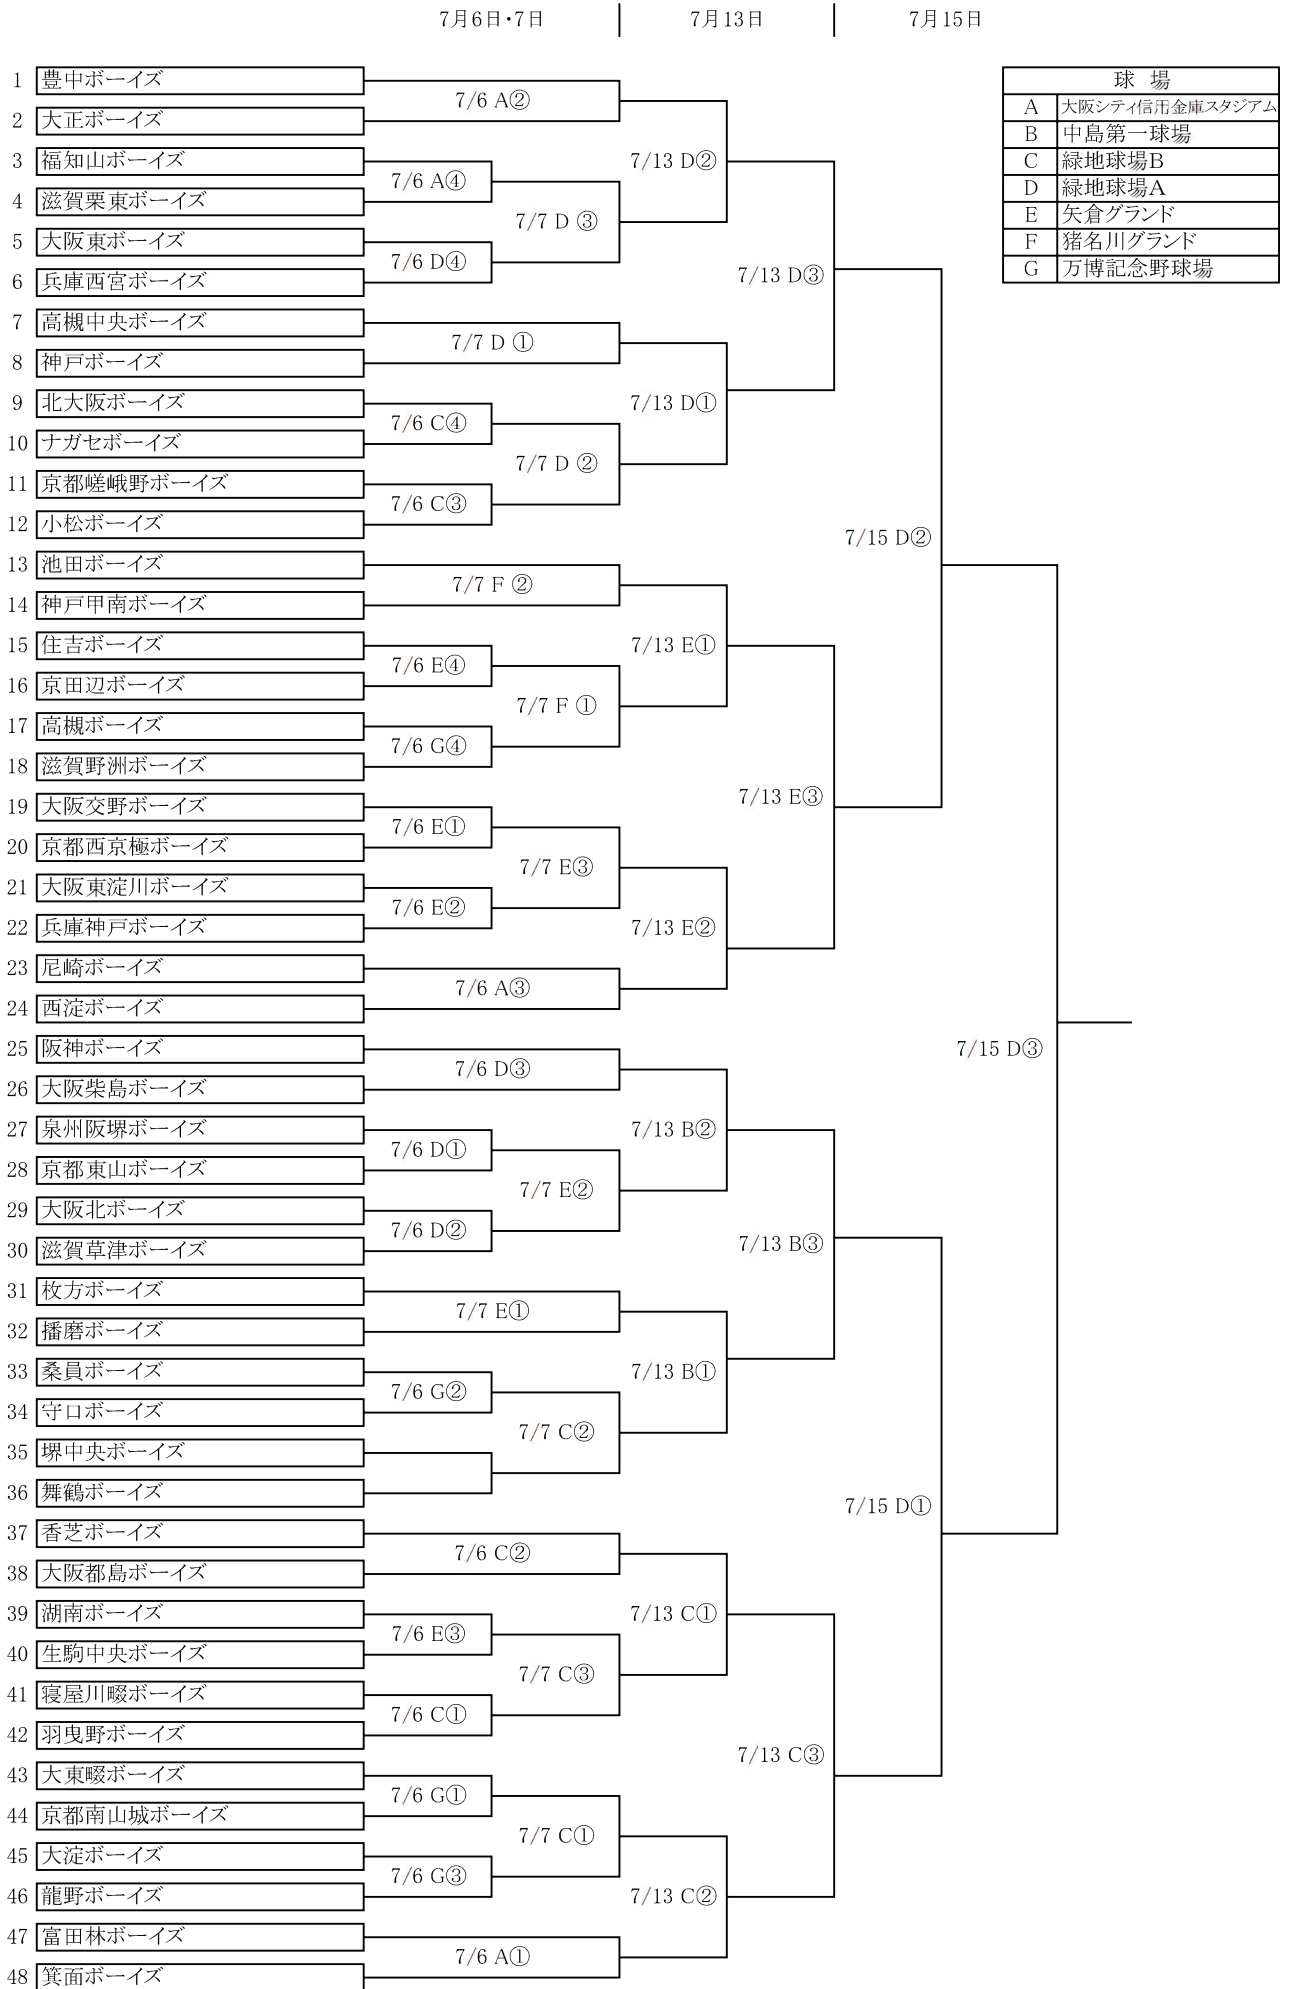 7月6日・7日 7月13日 7月15日
1 豊中ボーイズ
7/6 A②
2 大正ボーイズ
3 福知山ボーイズ
7/6 A④
4 滋賀栗東ボーイズ
7/7 D ③
5 大阪東ボーイズ
7/6 D④
6 兵庫西宮ボーイズ
7/13 D②
7 高槻中央ボーイズ
7/7 D ①
8 神戸ボーイズ
9 北大阪ボーイズ
7/6 C④
10 ナガセボーイズ
7/7 D ②
11 京都嵯峨野ボーイズ
7/6 C③
12 小松ボーイズ
7/13 D①
7/13 D③
13 池田ボーイズ
7/7 F ②
14 神戸甲南ボーイズ
15 住吉ボーイズ
7/6 E④
16 京田辺ボーイズ
7/7 F ①
17 高槻ボーイズ
7/6 G④
18 滋賀野洲ボーイズ
7/13 E①
19 大阪交野ボーイズ
7/6 E①
20 京都西京極ボーイズ
7/7 E③
21 大阪東淀川ボーイズ
7/6 E②
22 兵庫神戸ボーイズ
7/13 E②
23 尼崎ボーイズ
7/6 A③
24 西淀ボーイズ
7/13 E③
7/15 D②
25 阪神ボーイズ
7/6 D③
26 大阪柴島ボーイズ
27 泉州阪堺ボーイズ
7/6 D①
28 京都東山ボーイズ
7/7 E②
29 大阪北ボーイズ
7/6 D②
30 滋賀草津ボーイズ
7/13 B②
31 枚方ボーイズ
7/7 E①
32 播磨ボーイズ
33 桑員ボーイズ
7/6 G②
34 守口ボーイズ
7/7 C②
35 堺中央ボーイズ
36 舞鶴ボーイズ
7/13 B①
7/13 B③
37 香芝ボーイズ
7/6 C②
38 大阪都島ボーイズ
39 湖南ボーイズ
7/6 E③
40 生駒中央ボーイズ
7/7 C③
41 寝屋川畷ボーイズ
7/6 C①
42 羽曳野ボーイズ
7/13 C①
43 大東畷ボーイズ
7/6 G①
44 京都南山城ボーイズ
7/7 C①
45 大淀ボーイズ
7/6 G③
46 龍野ボーイズ
7/13 C②
47 富田林ボーイズ
7/6 A①
48 箕面ボーイズ
7/13 C③
7/15 D①
7/15 D③
球 場
A 大阪シティ信用金庫スタジアム
B 中島第一球場
C 緑地球場B
D 緑地球場A
E 矢倉グランド
F 猪名川グランド
G 万博記念野球場